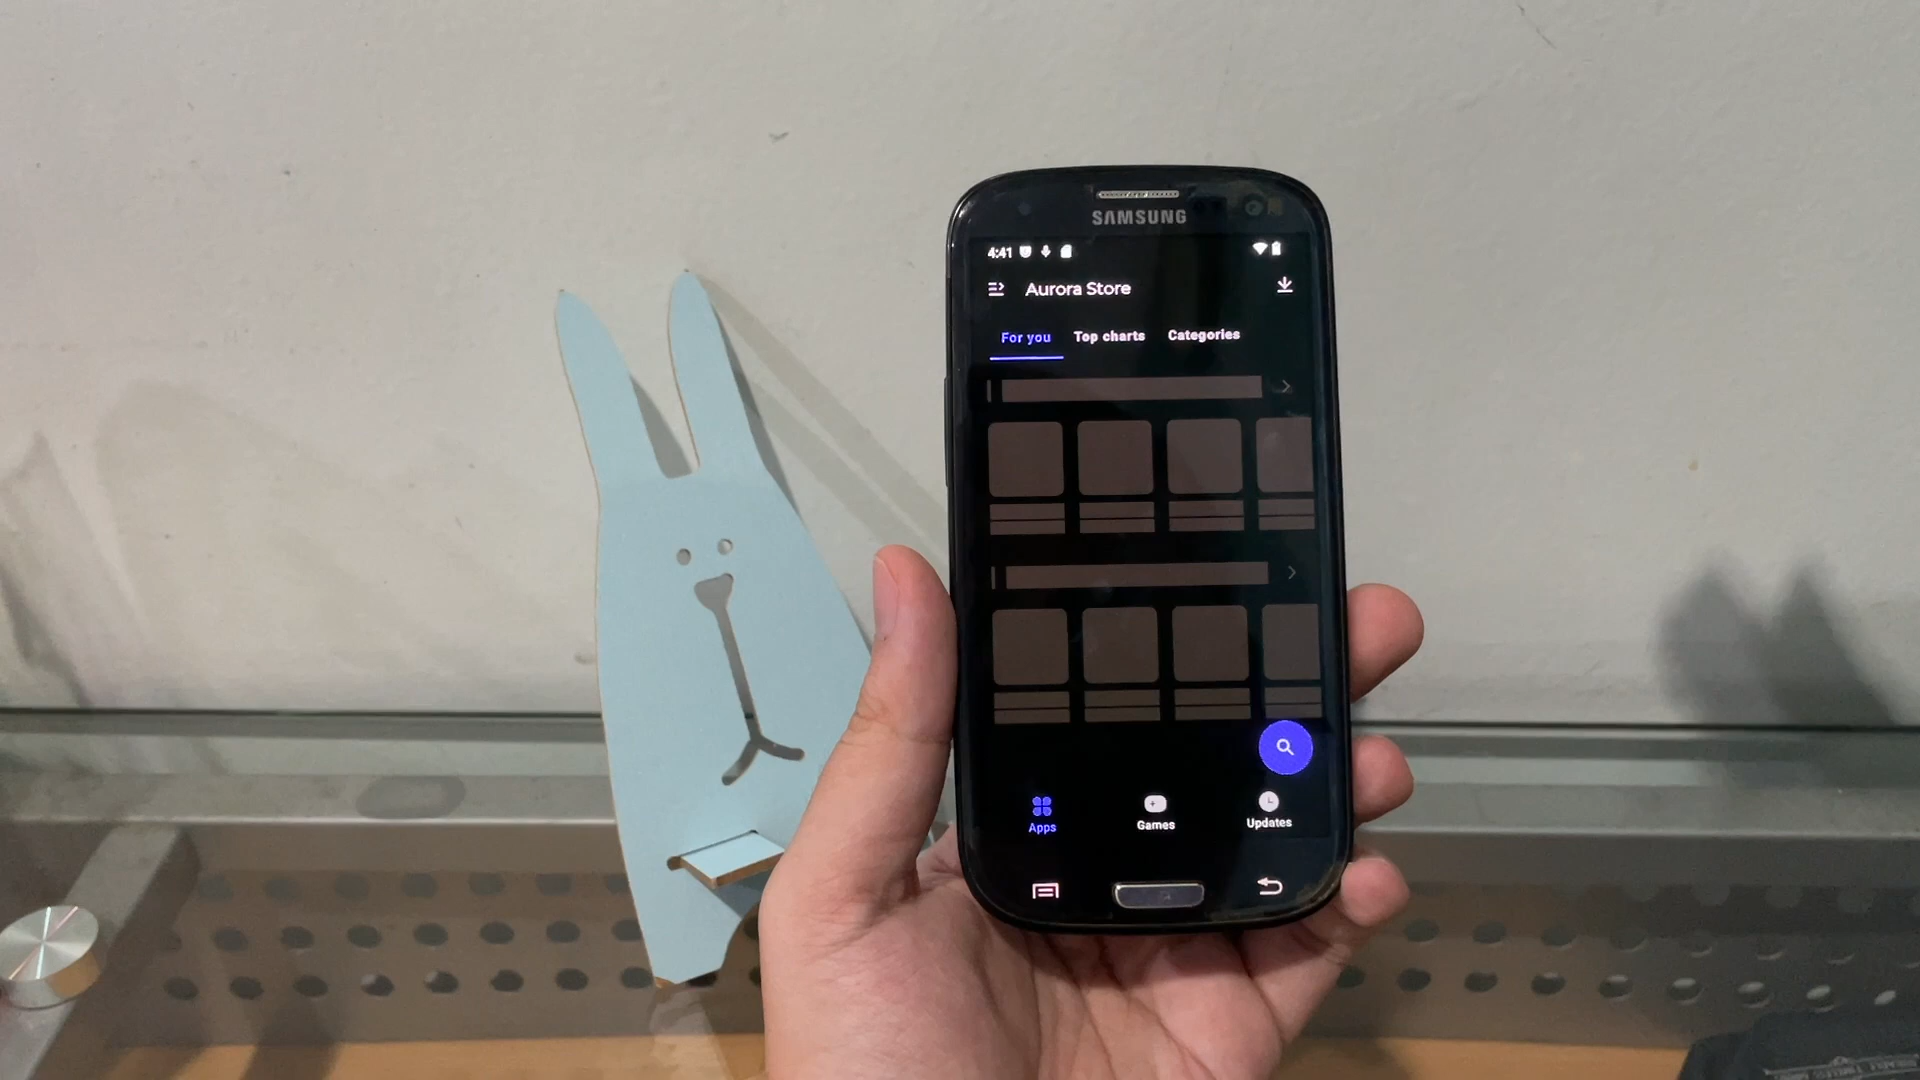 SAMSUNG
4:41
Aurora Store
For you Top charts Categories
Apps Games Updates